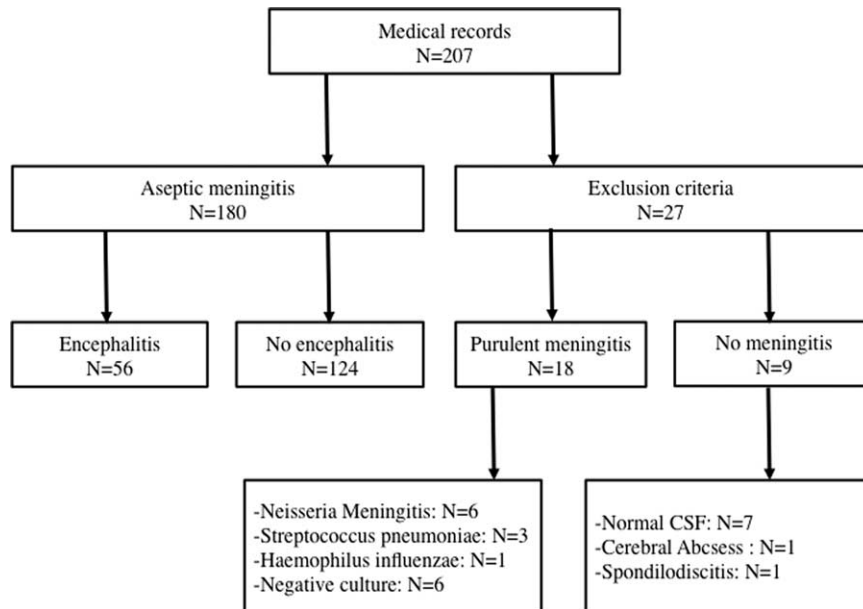 Medical records
N=207
Aseptic meningitis
N=180
Exclusion criteria
N=27
Encephalitis
N=56
No encephalitis
N=124
Purulent meningitis
N=18
No meningitis
N=9
-Neisseria Meningitis: N=6
-Streptococcus pneumoniae: N=3
-Haemophilus influenzae: N=1
-Negative culture: N=6
-Normal CSF: N=7
-Cerebral Abcsess : N=1
-Spondilodiscitis: N=1